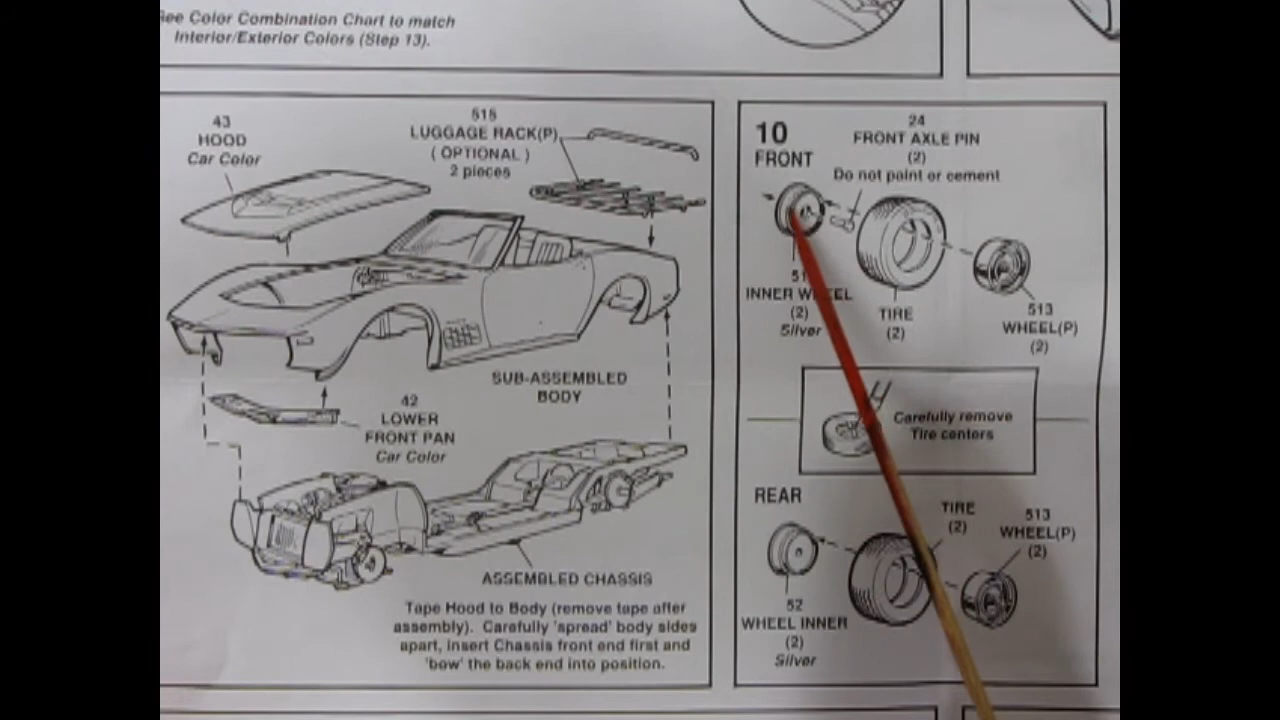 See Color Combination Chart to match
Interior/Exterior Colors (Step 13).
43
HOOD
Car Color
515
LUGGAGE RACK(P)
( OPTIONAL )
2 pieces
SUB-ASSEMBLED
BODY
42
LOWER
FRONT PAN
Car Color
ASSEMBLED CHASSIS
Tape Hood to Body (remove tape after
assembly). Carefully 'spread' body sides
apart, insert Chassis front end first and
'bow' the back end into position.
10
FRONT
24
FRONT AXLE PIN
(2)
Do not paint or cement
INNER WHEEL
(2)
Silver
TIRE
(2)
513
WHEEL(P)
(2)
Carefully remove
Tire centers
REAR
TIRE
(2)
513
WHEEL(P)
(2)
52
WHEEL INNER
(2)
Silver